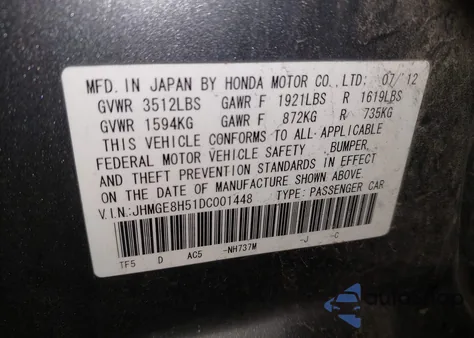 MFD. IN JAPAN BY HONDA MOTOR CO., LTD: 07/12
GVWR 3512LBS GAWR F 1921LBS R 1619LBS
GVWR 1594KG GAWR F 872KG R 735KG
THIS VEHICLE CONFORMS TO ALL APPLICABLE
FEDERAL MOTOR VEHICLE SAFETY, BUMPER,
AND THEFT PREVENTION STANDARDS IN EFFECT
ON THE DATE OF MANUFACTURE SHOWN ABOVE.
V.I.N.:JHMGE8H51DC001448 TYPE: PASSENGER CAR
TF5 D AC5 -NH737M -J -C